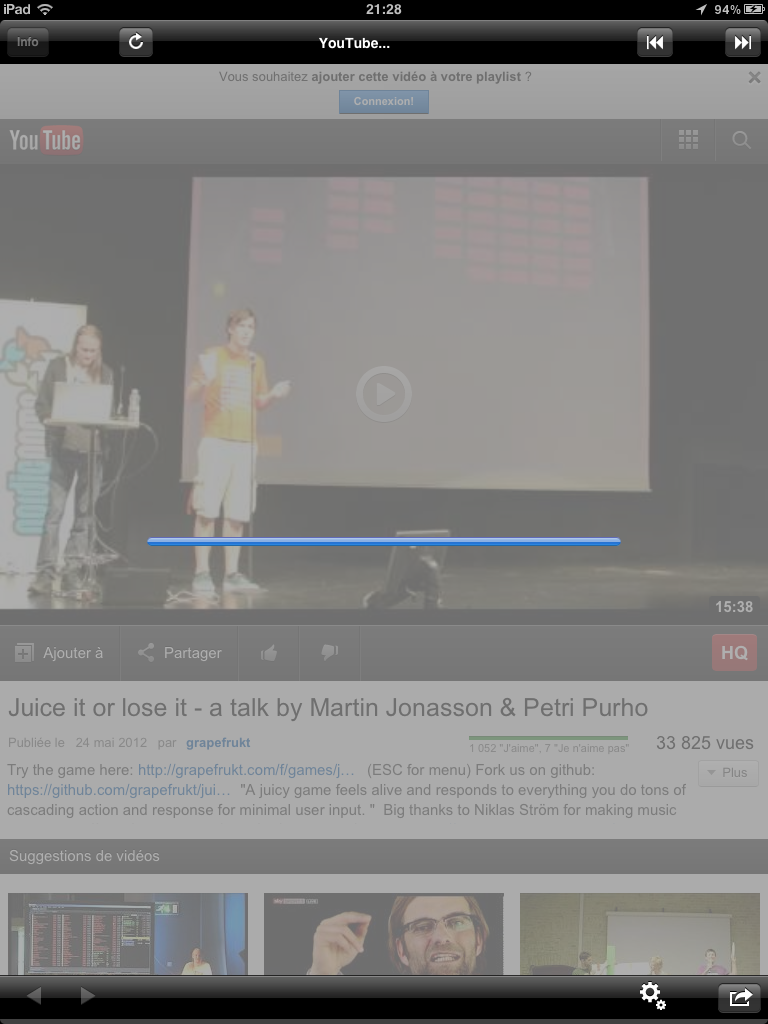 iPad 21:28 94%
Info YouTube...
Vous souhaitez ajouter cette vidéo à votre playlist ?
Connexion!
YouTube
15:38
Ajouter à Partager HQ
Juice it or lose it - a talk by Martin Jonasson & Petri Purho
Publiée le 24 mai 2012 par grapefrukt 1 052 "J'aime", 7 "Je n'aime pas" 33 825 vues
Try the game here: http://grapefrukt.com/f/games/j... (ESC for menu) Fork us on github:
https://github.com/grapefrukt/jui... "A juicy game feels alive and responds to everything you do tons of
cascading action and response for minimal user input. " Big thanks to Niklas Ström for making music
Plus
Suggestions de vidéos